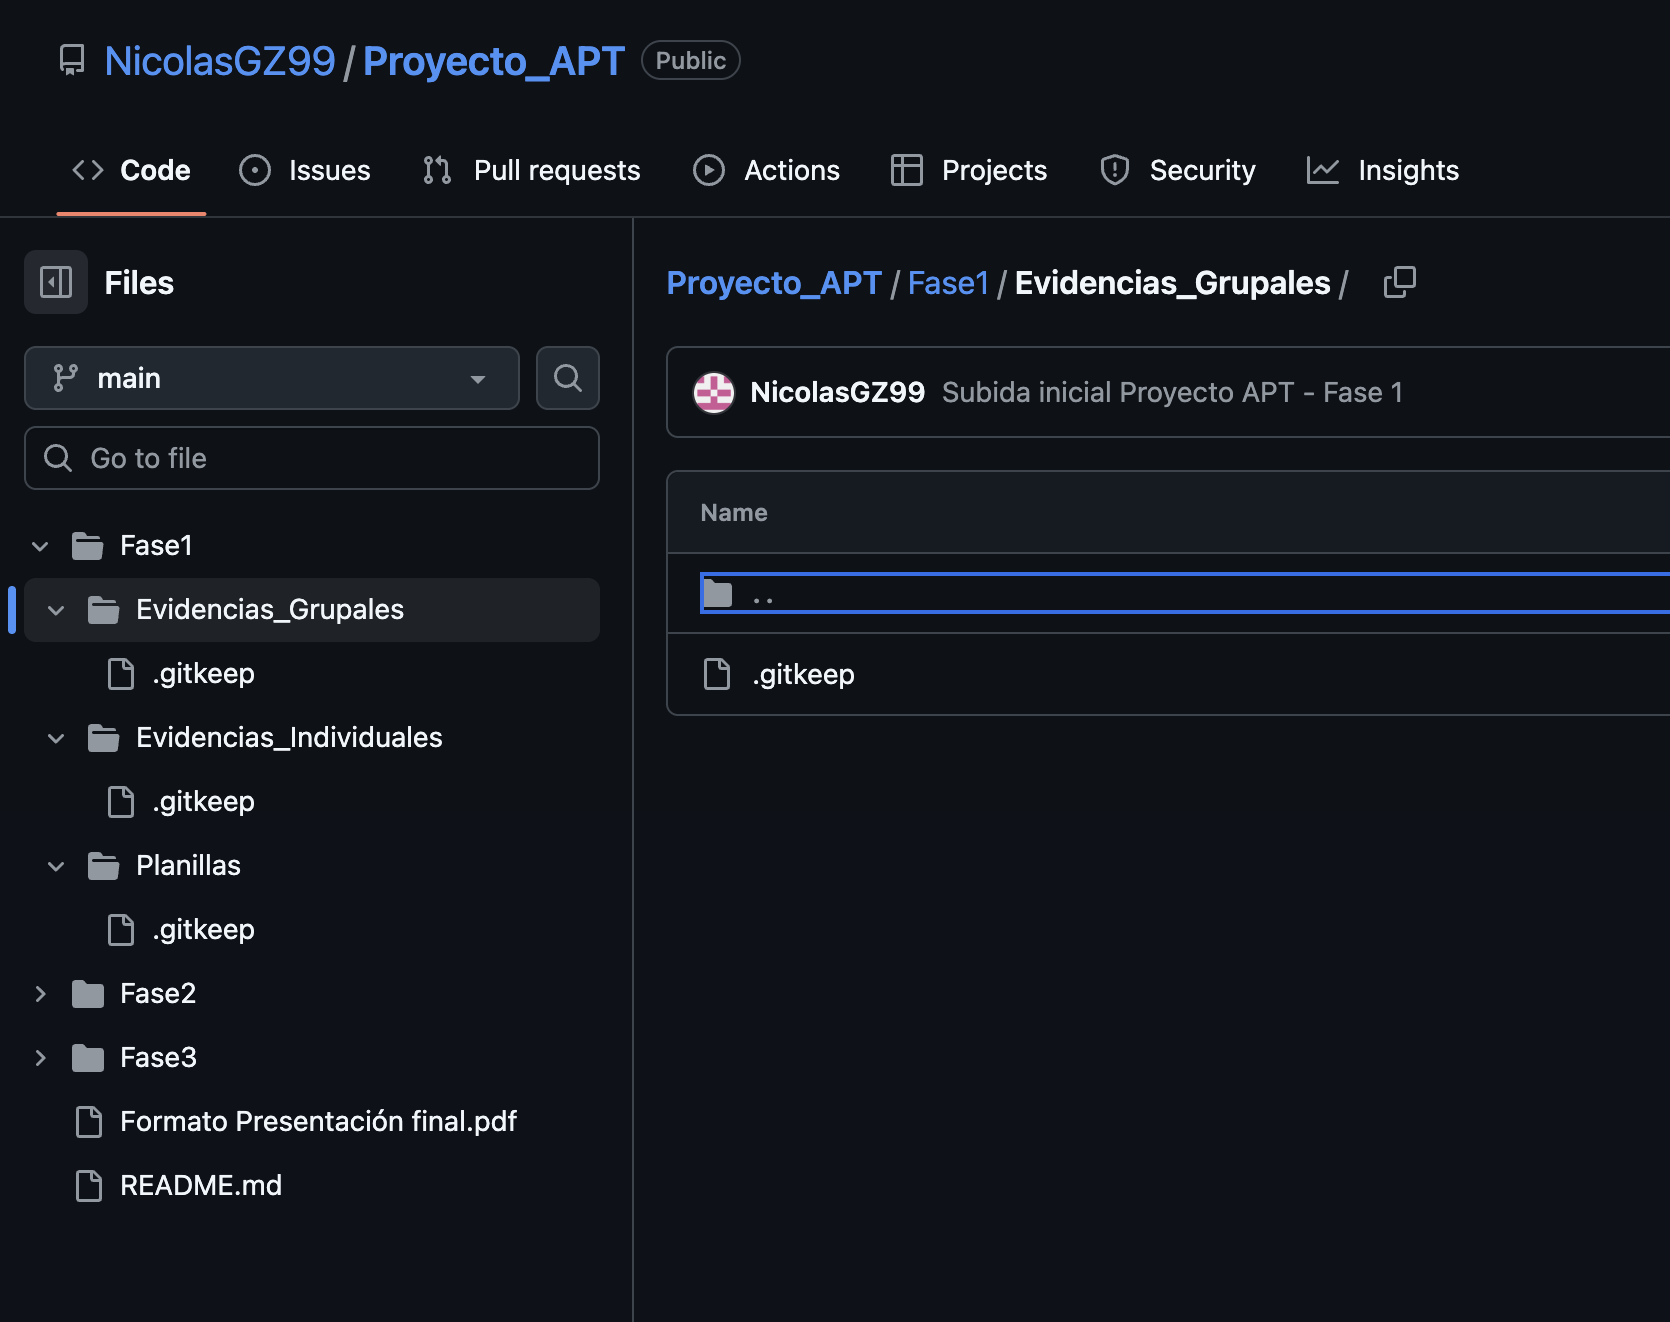 NicolasGZ99/Proyecto_APT Public
Code Issues Pull requests Actions Projects Security Insights
Files
main
Go to file
Fase1
Evidencias_Grupales
.gitkeep
Evidencias_Individuales
.gitkeep
Planillas
.gitkeep
Fase2
Fase3
Formato Presentación final.pdf
README.md
Proyecto_APT / Fase1 / Evidencias_Grupales /
NicolasGZ99 Subida inicial Proyecto APT - Fase 1
Name
..
.gitkeep